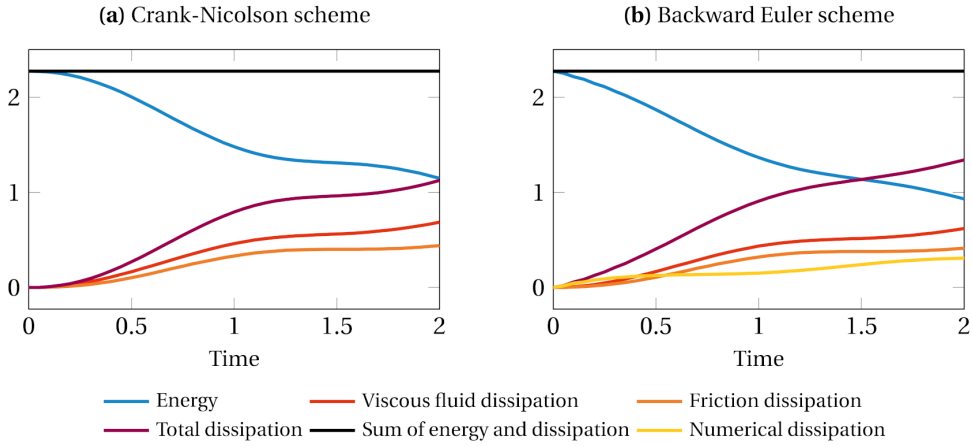 (a) Crank-Nicolson scheme
2
1
0
0 0.5 1 1.5 2
Time
(b) Backward Euler scheme
2
1
0
0 0.5 1 1.5 2
Time
Energy
Viscous fluid dissipation
Friction dissipation
Total dissipation
Sum of energy and dissipation
Numerical dissipation